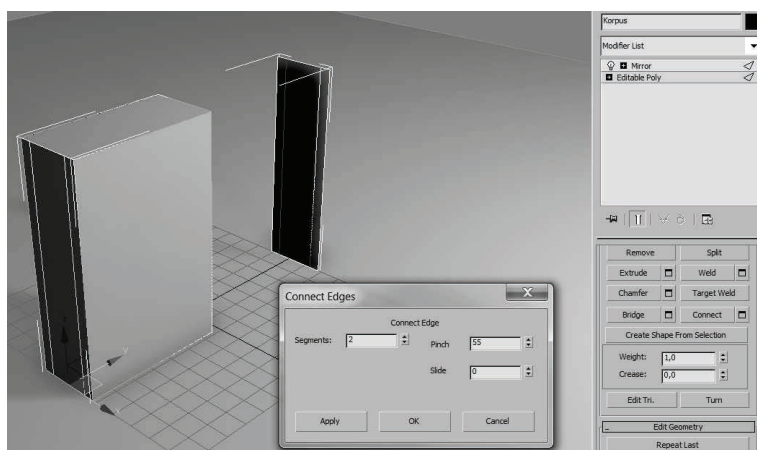 Korpus
Modifier List
Mirror
Editable Poly
Remove Split
Extrude Weld
Chamfer Target Weld
Bridge Connect
Create Shape From Selection
Weight: 1,0
Crease: 0,0
Edit Tri. Turn
- Edit Geometry
Repeat Last
Connect Edges X
Connect Edge
Segments: 2 Pinch 55
Slide 0
Apply OK Cancel